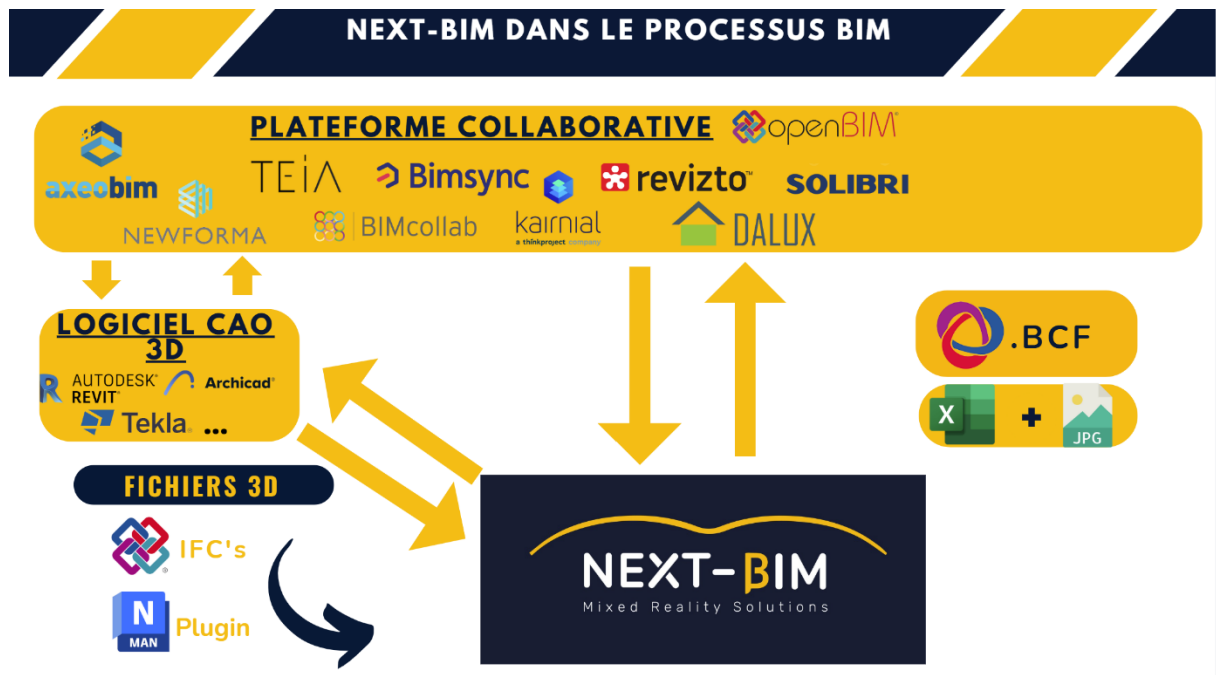 NEXT-BIM DANS LE PROCESSUS BIM
PLATEFORME COLLABORATIVE
openBIM®
axeobim
TEiA
Bimsync
revizto™
SOLIBRI
NEWFORMA
BIMcollab
kairnial
a thinkproject company
DALUX
LOGICIEL CAO
3D
R
AUTODESK®
REVIT®
Archicad®
Tekla®
...
.BCF
X
+
JPG
FICHIERS 3D
IFC's
N
MAN
Plugin
NEXT-BIM
Mixed Reality Solutions